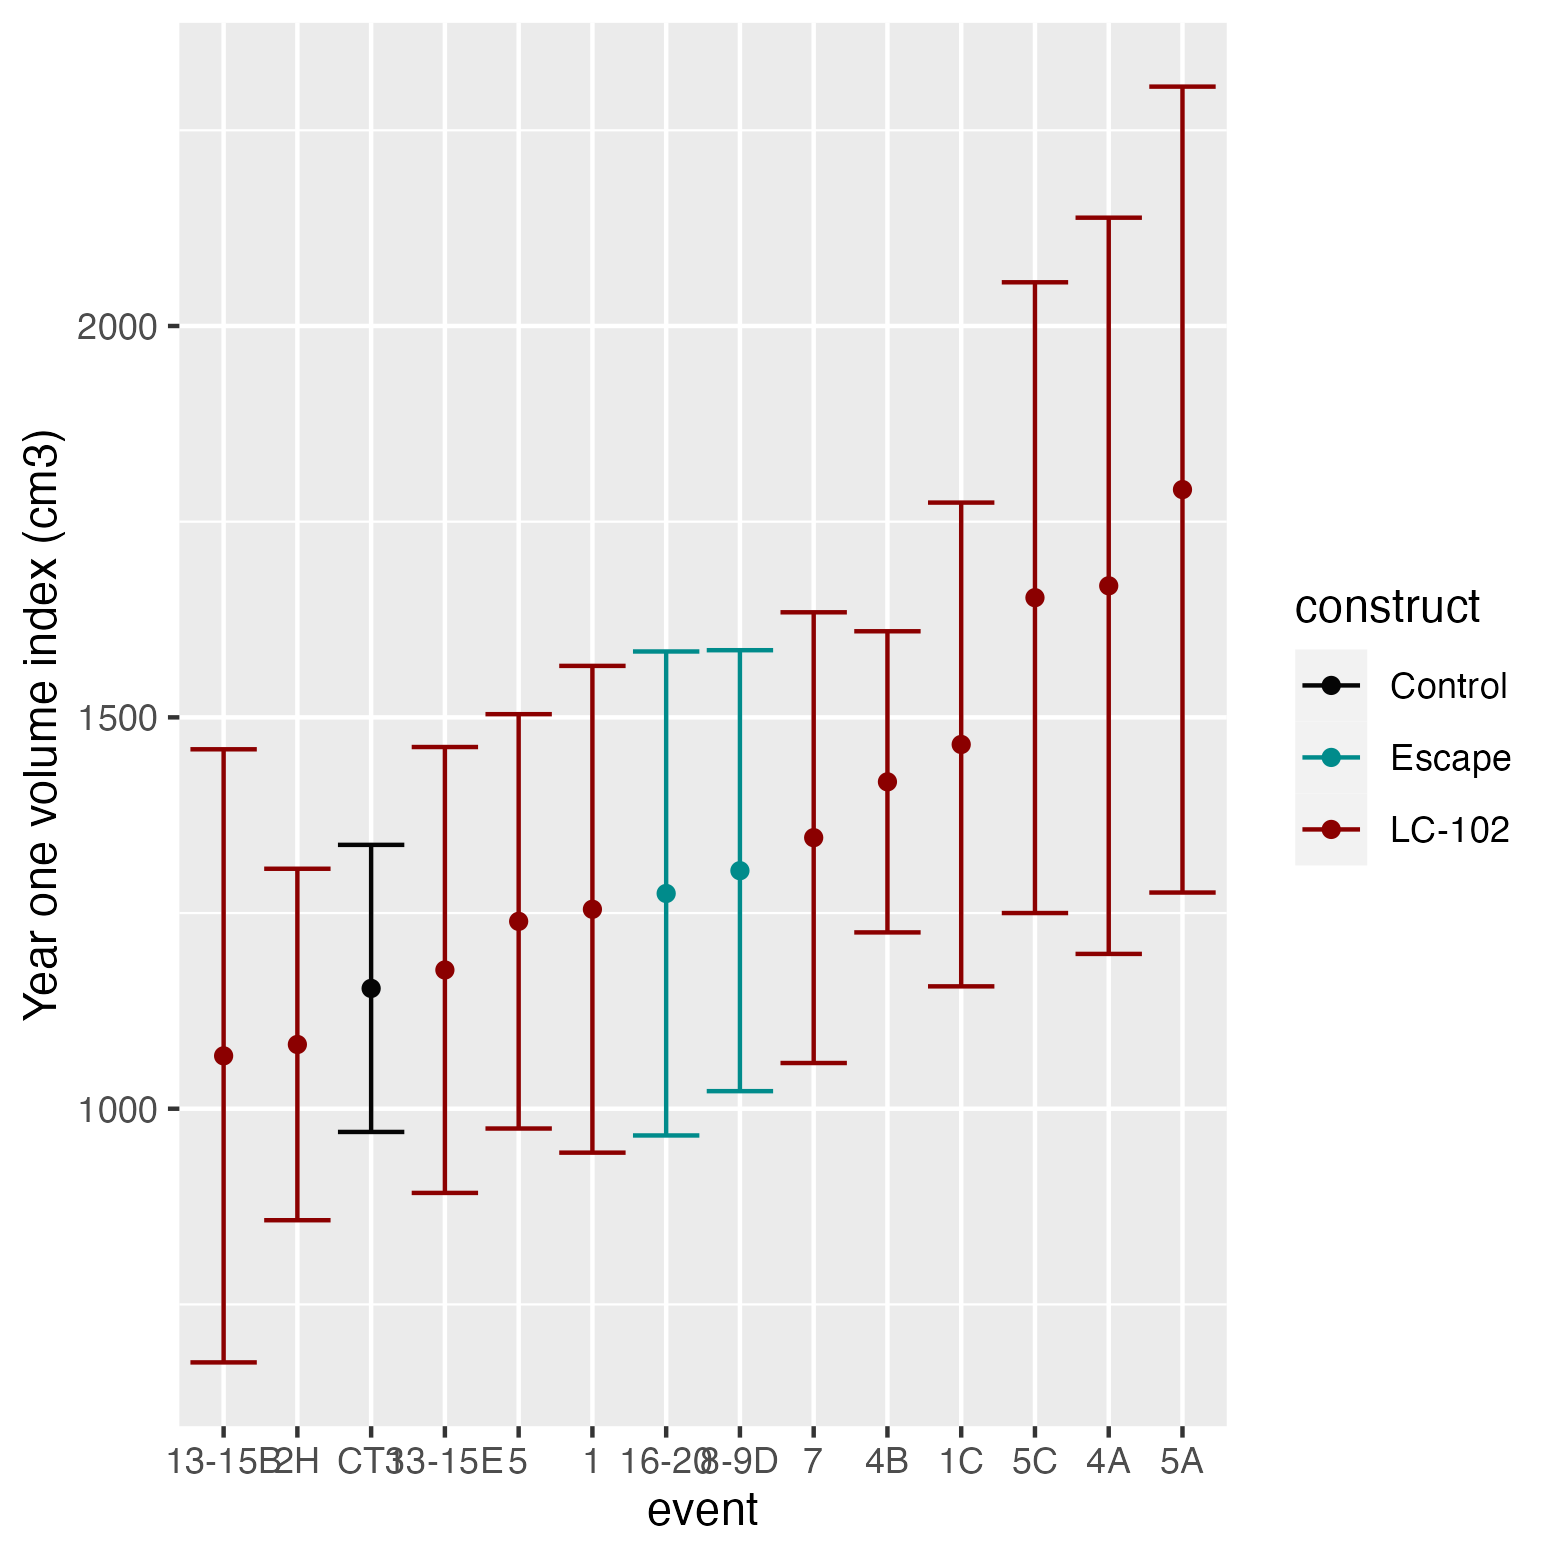 Year one volume index (cm3)
2000
1500
1000
13-15B 2H CT3 13-15E 5 1 16-20 8-9D 7 4B 1C 5C 4A 5A
event
construct
Control
Escape
LC-102